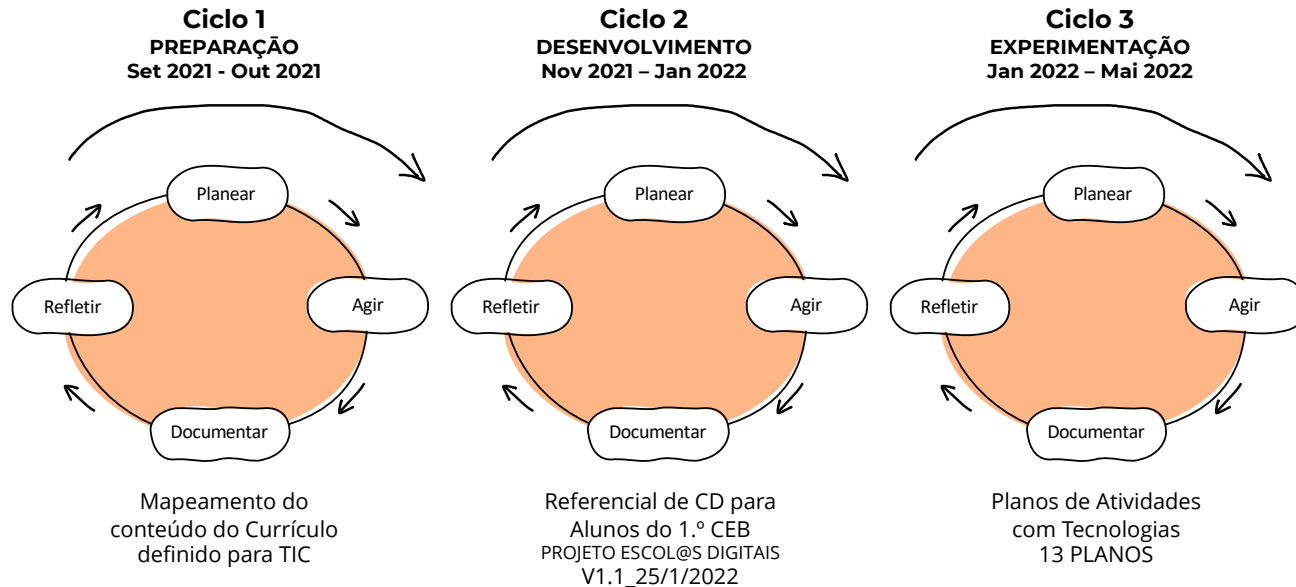 Ciclo 1
PREPARAÇÃO
Set 2021 - Out 2021
Planear
Agir
Documentar
Refletir
Mapeamento do
conteúdo do Currículo
definido para TIC
Ciclo 2
DESENVOLVIMENTO
Nov 2021 – Jan 2022
Planear
Agir
Documentar
Refletir
Referencial de CD para
Alunos do 1.º CEB
PROJETO ESCOL@S DIGITAIS
V1.1_25/1/2022
Ciclo 3
EXPERIMENTAÇÃO
Jan 2022 – Mai 2022
Planear
Agir
Documentar
Refletir
Planos de Atividades
com Tecnologias
13 PLANOS